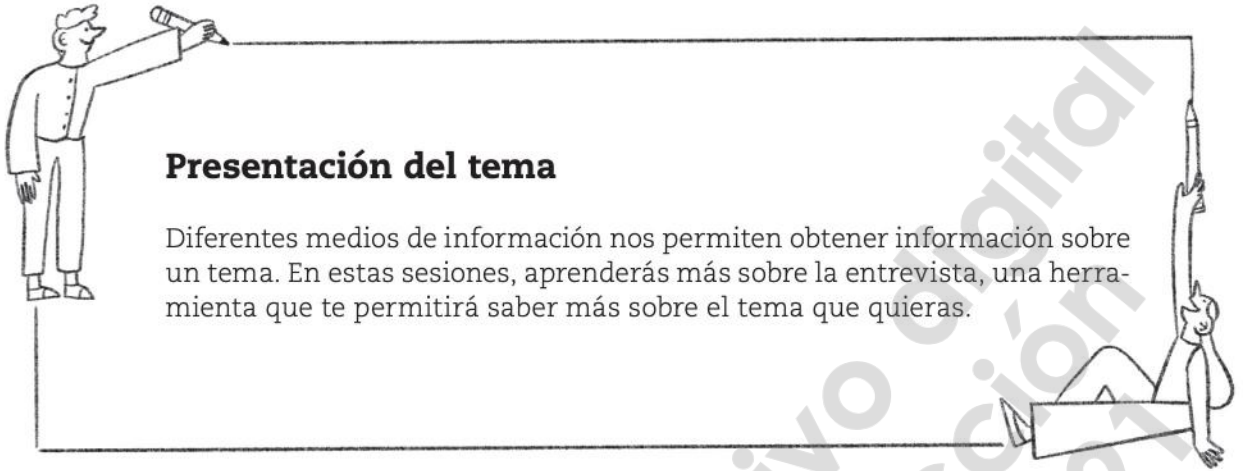 Presentación del tema
Diferentes medios de información nos permiten obtener información sobre
un tema. En estas sesiones, aprenderás más sobre la entrevista, una herra-
mienta que te permitirá saber más sobre el tema que quieras.
digital